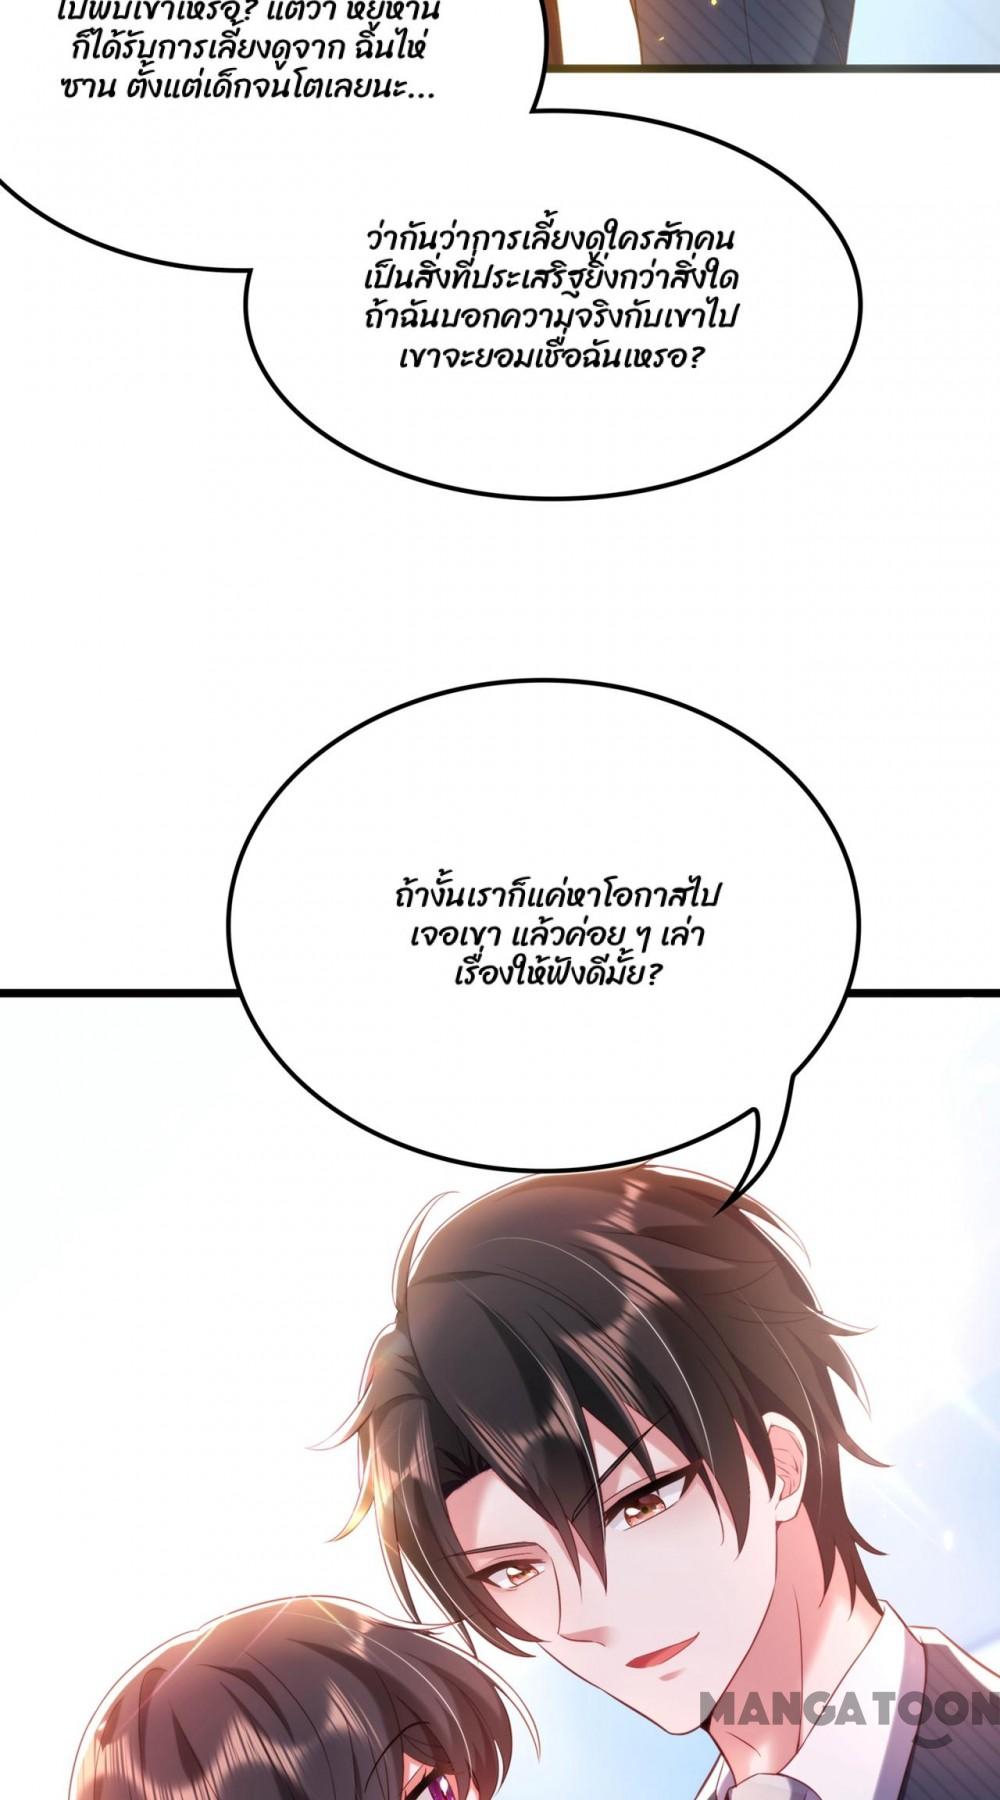 ไปพบเขาเหรอ? แต่ว่า หยูหาน
ก็ได้รับการเลี้ยงดูจาก ฉินไห่
ซาน ตั้งแต่เด็กจนโตเลยนะ...
ว่ากันว่าการเลี้ยงดูใครสักคน
เป็นสิ่งที่ประเสริฐยิ่งกว่าสิ่งใด
ถ้าฉันบอกความจริงกับเขาไป
เขาจะยอมเชื่อฉันเหรอ?
ถ้างั้นเราก็แค่หาโอกาสไป
เจอเขา แล้วค่อย ๆ เล่า
เรื่องให้ฟังดีมั้ย?
MANGATOON